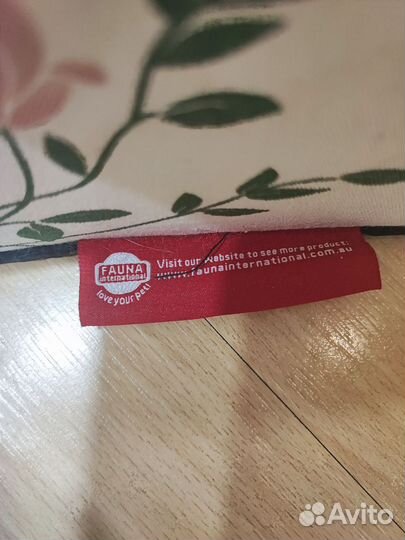 FAUNA
international
love your pet!
Visit our website to see more product:
www.faunainternational.com.au
Avito